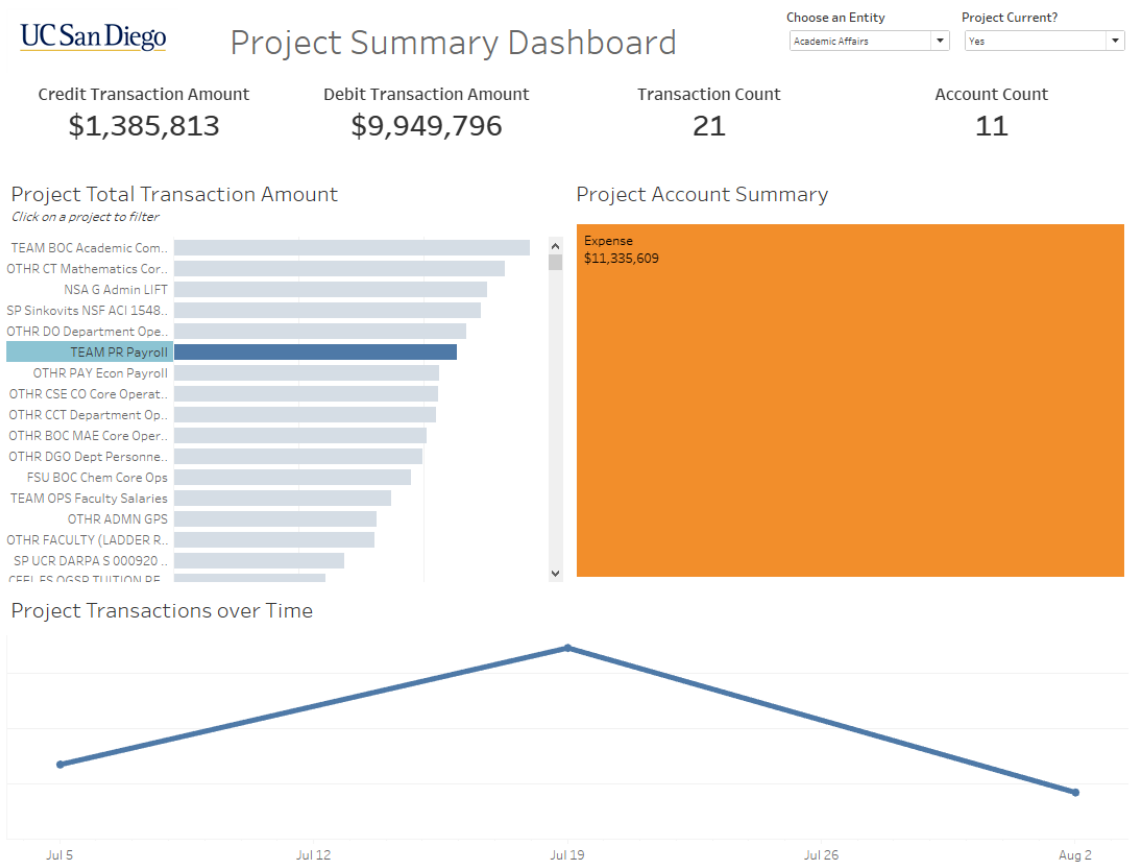 UC San Diego
Project Summary Dashboard
Choose an Entity
Project Current?
Academic Affairs
Yes
Credit Transaction Amount
Debit Transaction Amount
Transaction Count
Account Count
$1,385,813
$9,949,796
21
11
Project Total Transaction Amount
Click on a project to filter
TEAM BOC Academic Com..
OTHR CT Mathematics Cor..
NSA G Admin LIFT
SP Sinkovits NSF ACI 1548..
OTHR DO Department Ope..
TEAM PR Payroll
OTHR PAY Econ Payroll
OTHR CSE CO Core Operat..
OTHR CCT Department Op..
OTHR BOC MAE Core Oper..
OTHR DGO Dept Personne..
FSU BOC Chem Core Ops
TEAM OPS Faculty Salaries
OTHR ADMN GPS
OTHR FACULTY (LADDER R..
SP UCR DARPA S 000920 ..
Project Account Summary
Expense
$11,335,609
Project Transactions over Time
Jul 5
Jul 12
Jul 19
Jul 26
Aug 2